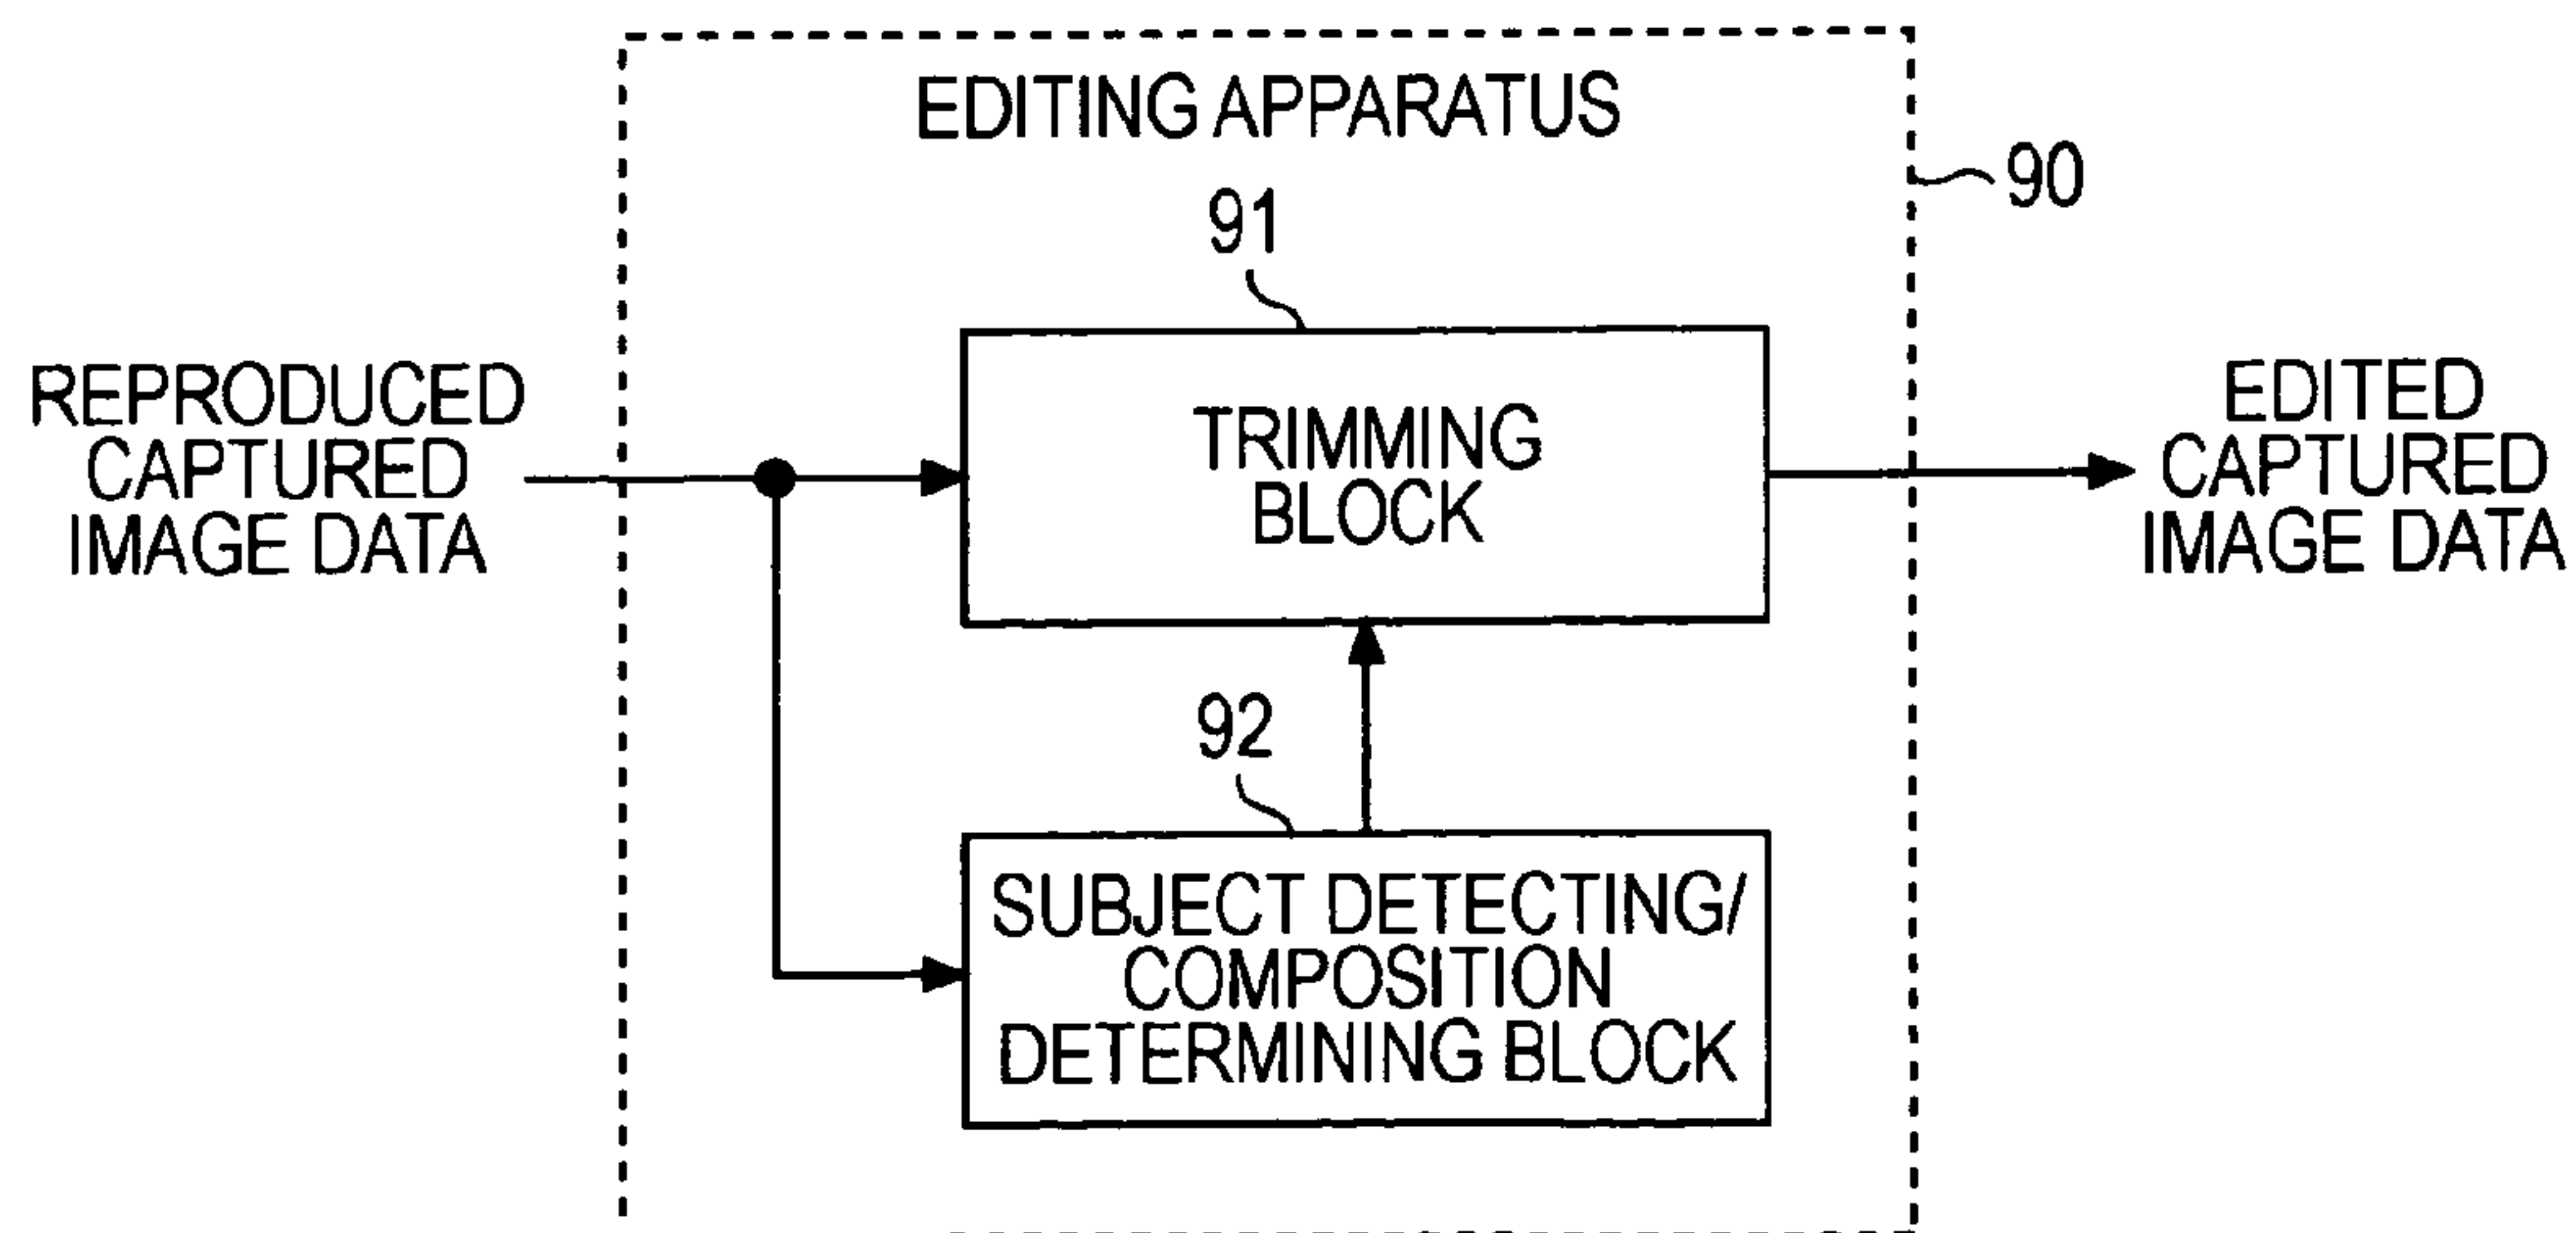 EDITING APPARATUS
90
91
REPRODUCED
CAPTURED
IMAGE DATA
TRIMMING
BLOCK
EDITED
CAPTURED
IMAGE DATA
92
SUBJECT DETECTING/
COMPOSITION
DETERMINING BLOCK